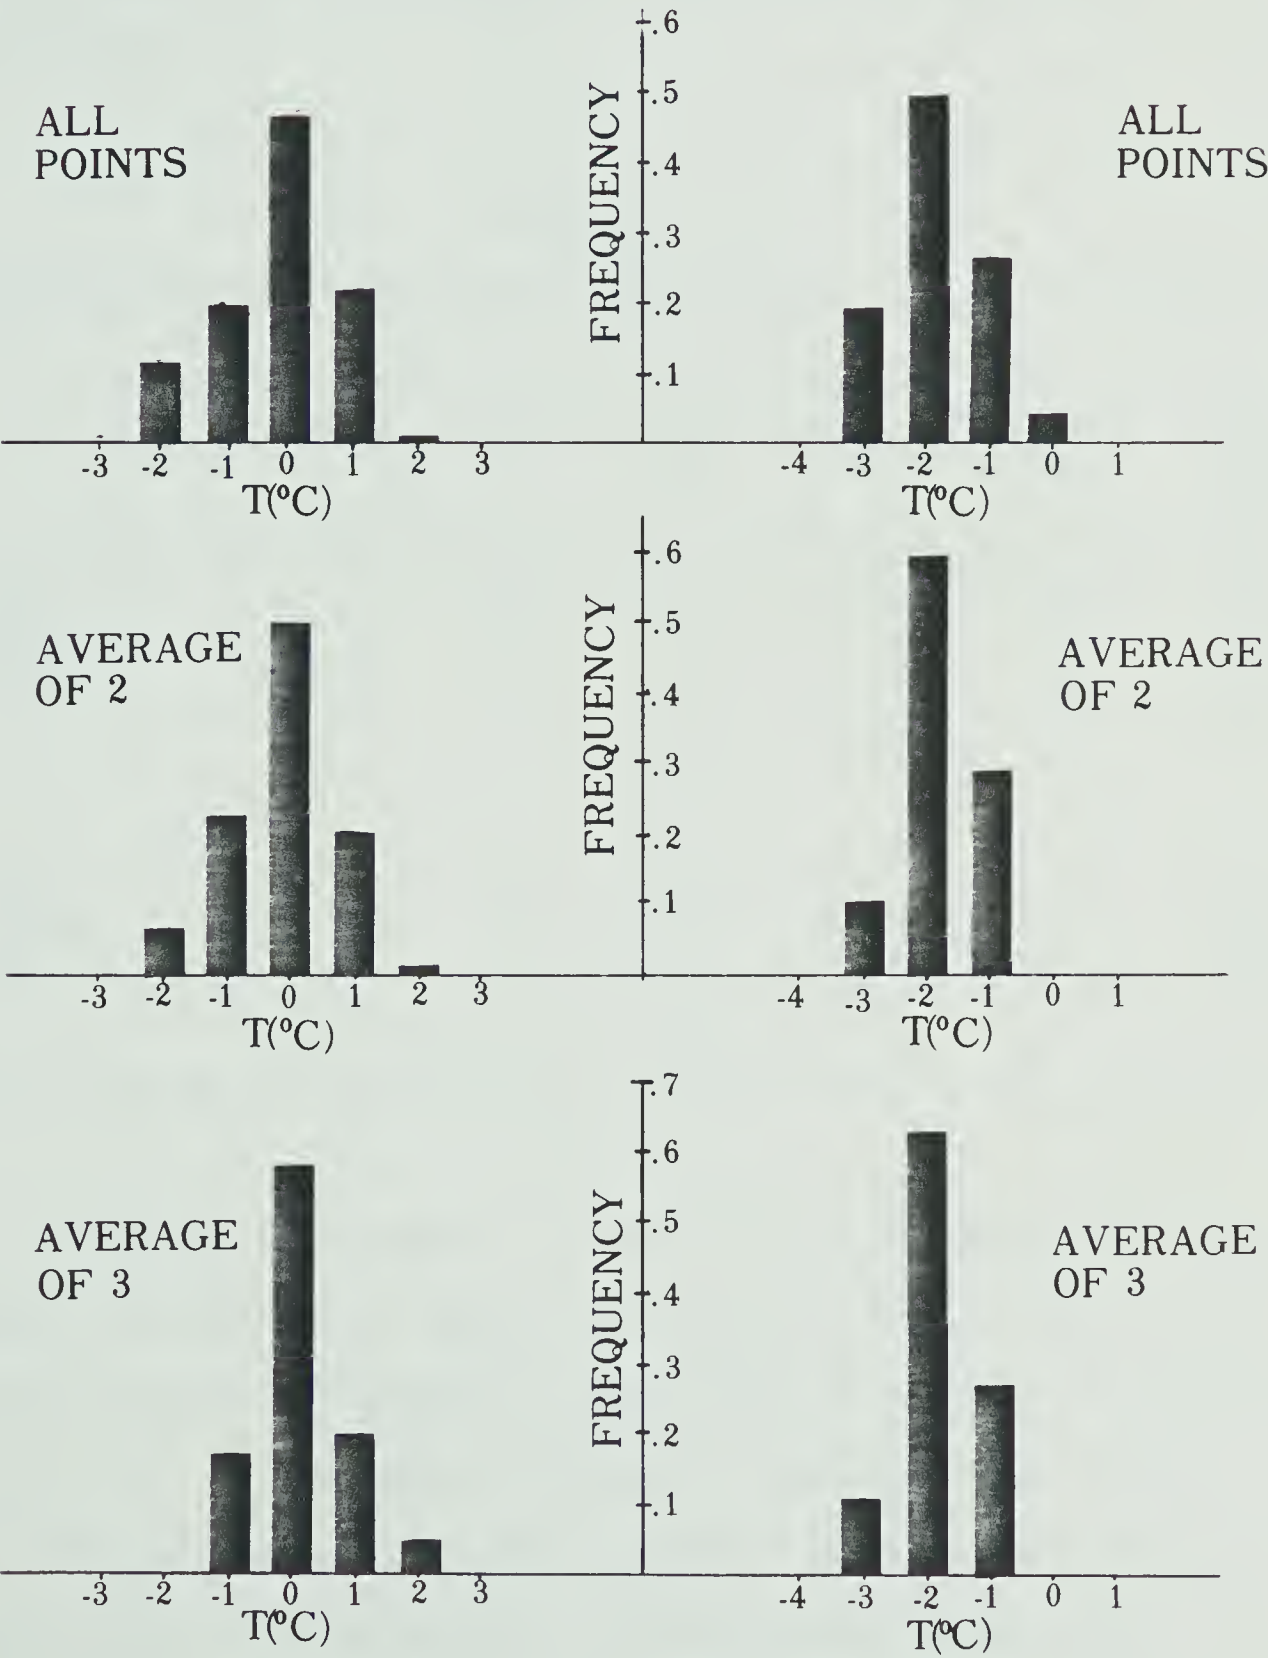 ALL
POINTS
-3 -2 -1 0 1 2 3
T(°C)
FREQUENCY
.6
.5
.4
.3
.2
.1
ALL
POINTS
-4 -3 -2 -1 0 1
T(°C)
AVERAGE
OF 2
-3 -2 -1 0 1 2 3
T(°C)
FREQUENCY
.6
.5
.4
.3
.2
.1
AVERAGE
OF 2
-4 -3 -2 -1 0 1
T(°C)
AVERAGE
OF 3
-3 -2 -1 0 1 2 3
T(°C)
FREQUENCY
.7
.6
.5
.4
.3
.2
.1
AVERAGE
OF 3
-4 -3 -2 -1 0 1
T(°C)